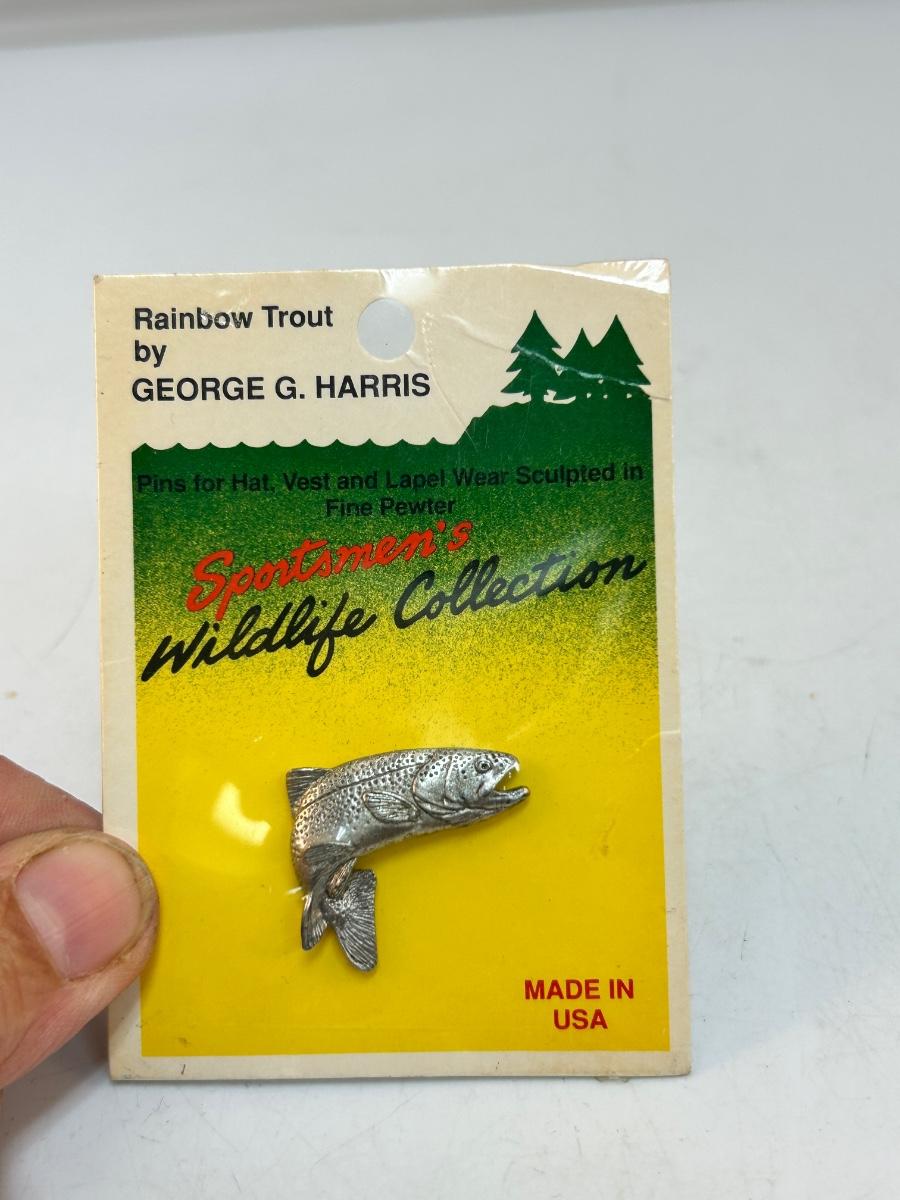 Rainbow Trout
by
GEORGE G. HARRIS
Pins for Hat, Vest and Lapel Wear Sculpted in
Fine Pewter
Sportsmen's
Wildlife Collection
MADE IN
USA